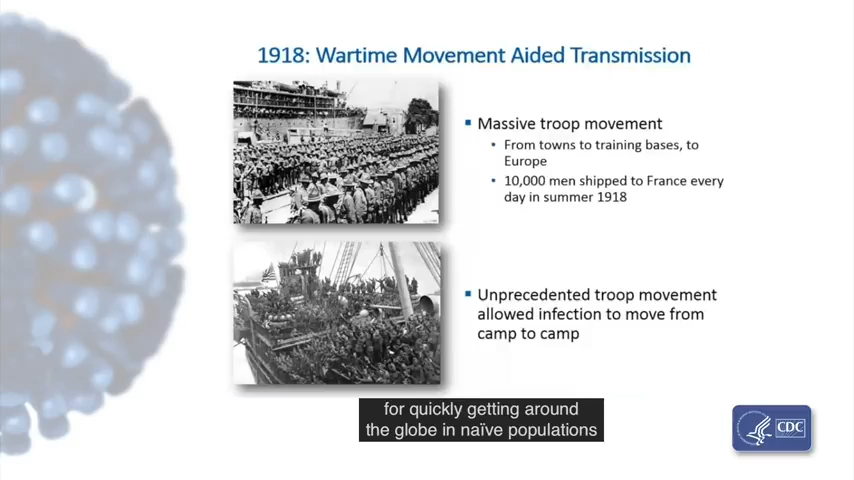 1918: Wartime Movement Aided Transmission
▪ Massive troop movement
• From towns to training bases, to
Europe
• 10,000 men shipped to France every
day in summer 1918
▪ Unprecedented troop movement
allowed infection to move from
camp to camp
for quickly getting around
the globe in naïve populations
CDC